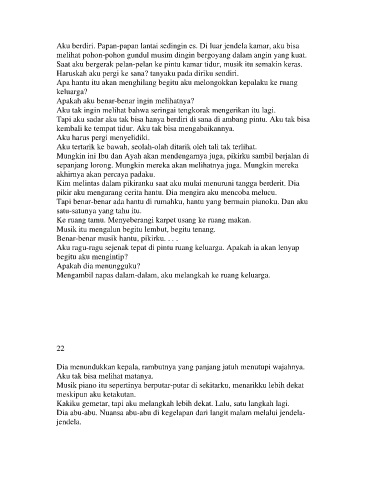 Aku berdiri. Papan-papan lantai sedingin es. Di luar jendela kamar, aku bisa
melihat pohon-pohon gundul musim dingin bergoyang dalam angin yang kuat.
Saat aku bergerak pelan-pelan ke pintu kamar tidur, musik itu semakin keras.
Haruskah aku pergi ke sana? tanyaku pada diriku sendiri.
Apa hantu itu akan menghilang begitu aku melongokkan kepalaku ke ruang
keluarga?
Apakah aku benar-benar ingin melihatnya?
Aku tak ingin melihat bahwa seringai tengkorak mengerikan itu lagi.
Tapi aku sadar aku tak bisa hanya berdiri di sana di ambang pintu. Aku tak bisa
kembali ke tempat tidur. Aku tak bisa mengabaikannya.
Aku harus pergi menyelidiki.
Aku tertarik ke bawah, seolah-olah ditarik oleh tali tak terlihat.
Mungkin ini Ibu dan Ayah akan mendengarnya juga, pikirku sambil berjalan di
sepanjang lorong. Mungkin mereka akan melihatnya juga. Mungkin mereka
akhirnya akan percaya padaku.
Kim melintas dalam pikiranku saat aku mulai menuruni tangga berderit. Dia
pikir aku mengarang cerita hantu. Dia mengira aku mencoba melucu.
Tapi benar-benar ada hantu di rumahku, hantu yang bermain pianoku. Dan aku
satu-satunya yang tahu itu.
Ke ruang tamu. Menyeberangi karpet usang ke ruang makan.
Musik itu mengalun begitu lembut, begitu tenang.
Benar-benar musik hantu, pikirku. . . .
Aku ragu-ragu sejenak tepat di pintu ruang keluarga. Apakah ia akan lenyap
begitu aku mengintip?
Apakah dia menungguku?
Mengambil napas dalam-dalam, aku melangkah ke ruang keluarga.
22
Dia menundukkan kepala, rambutnya yang panjang jatuh menutupi wajahnya.
Aku tak bisa melihat matanya.
Musik piano itu sepertinya berputar-putar di sekitarku, menarikku lebih dekat
meskipun aku ketakutan.
Kakiku gemetar, tapi aku melangkah lebih dekat. Lalu, satu langkah lagi.
Dia abu-abu. Nuansa abu-abu di kegelapan dari langit malam melalui jendela-
jendela.